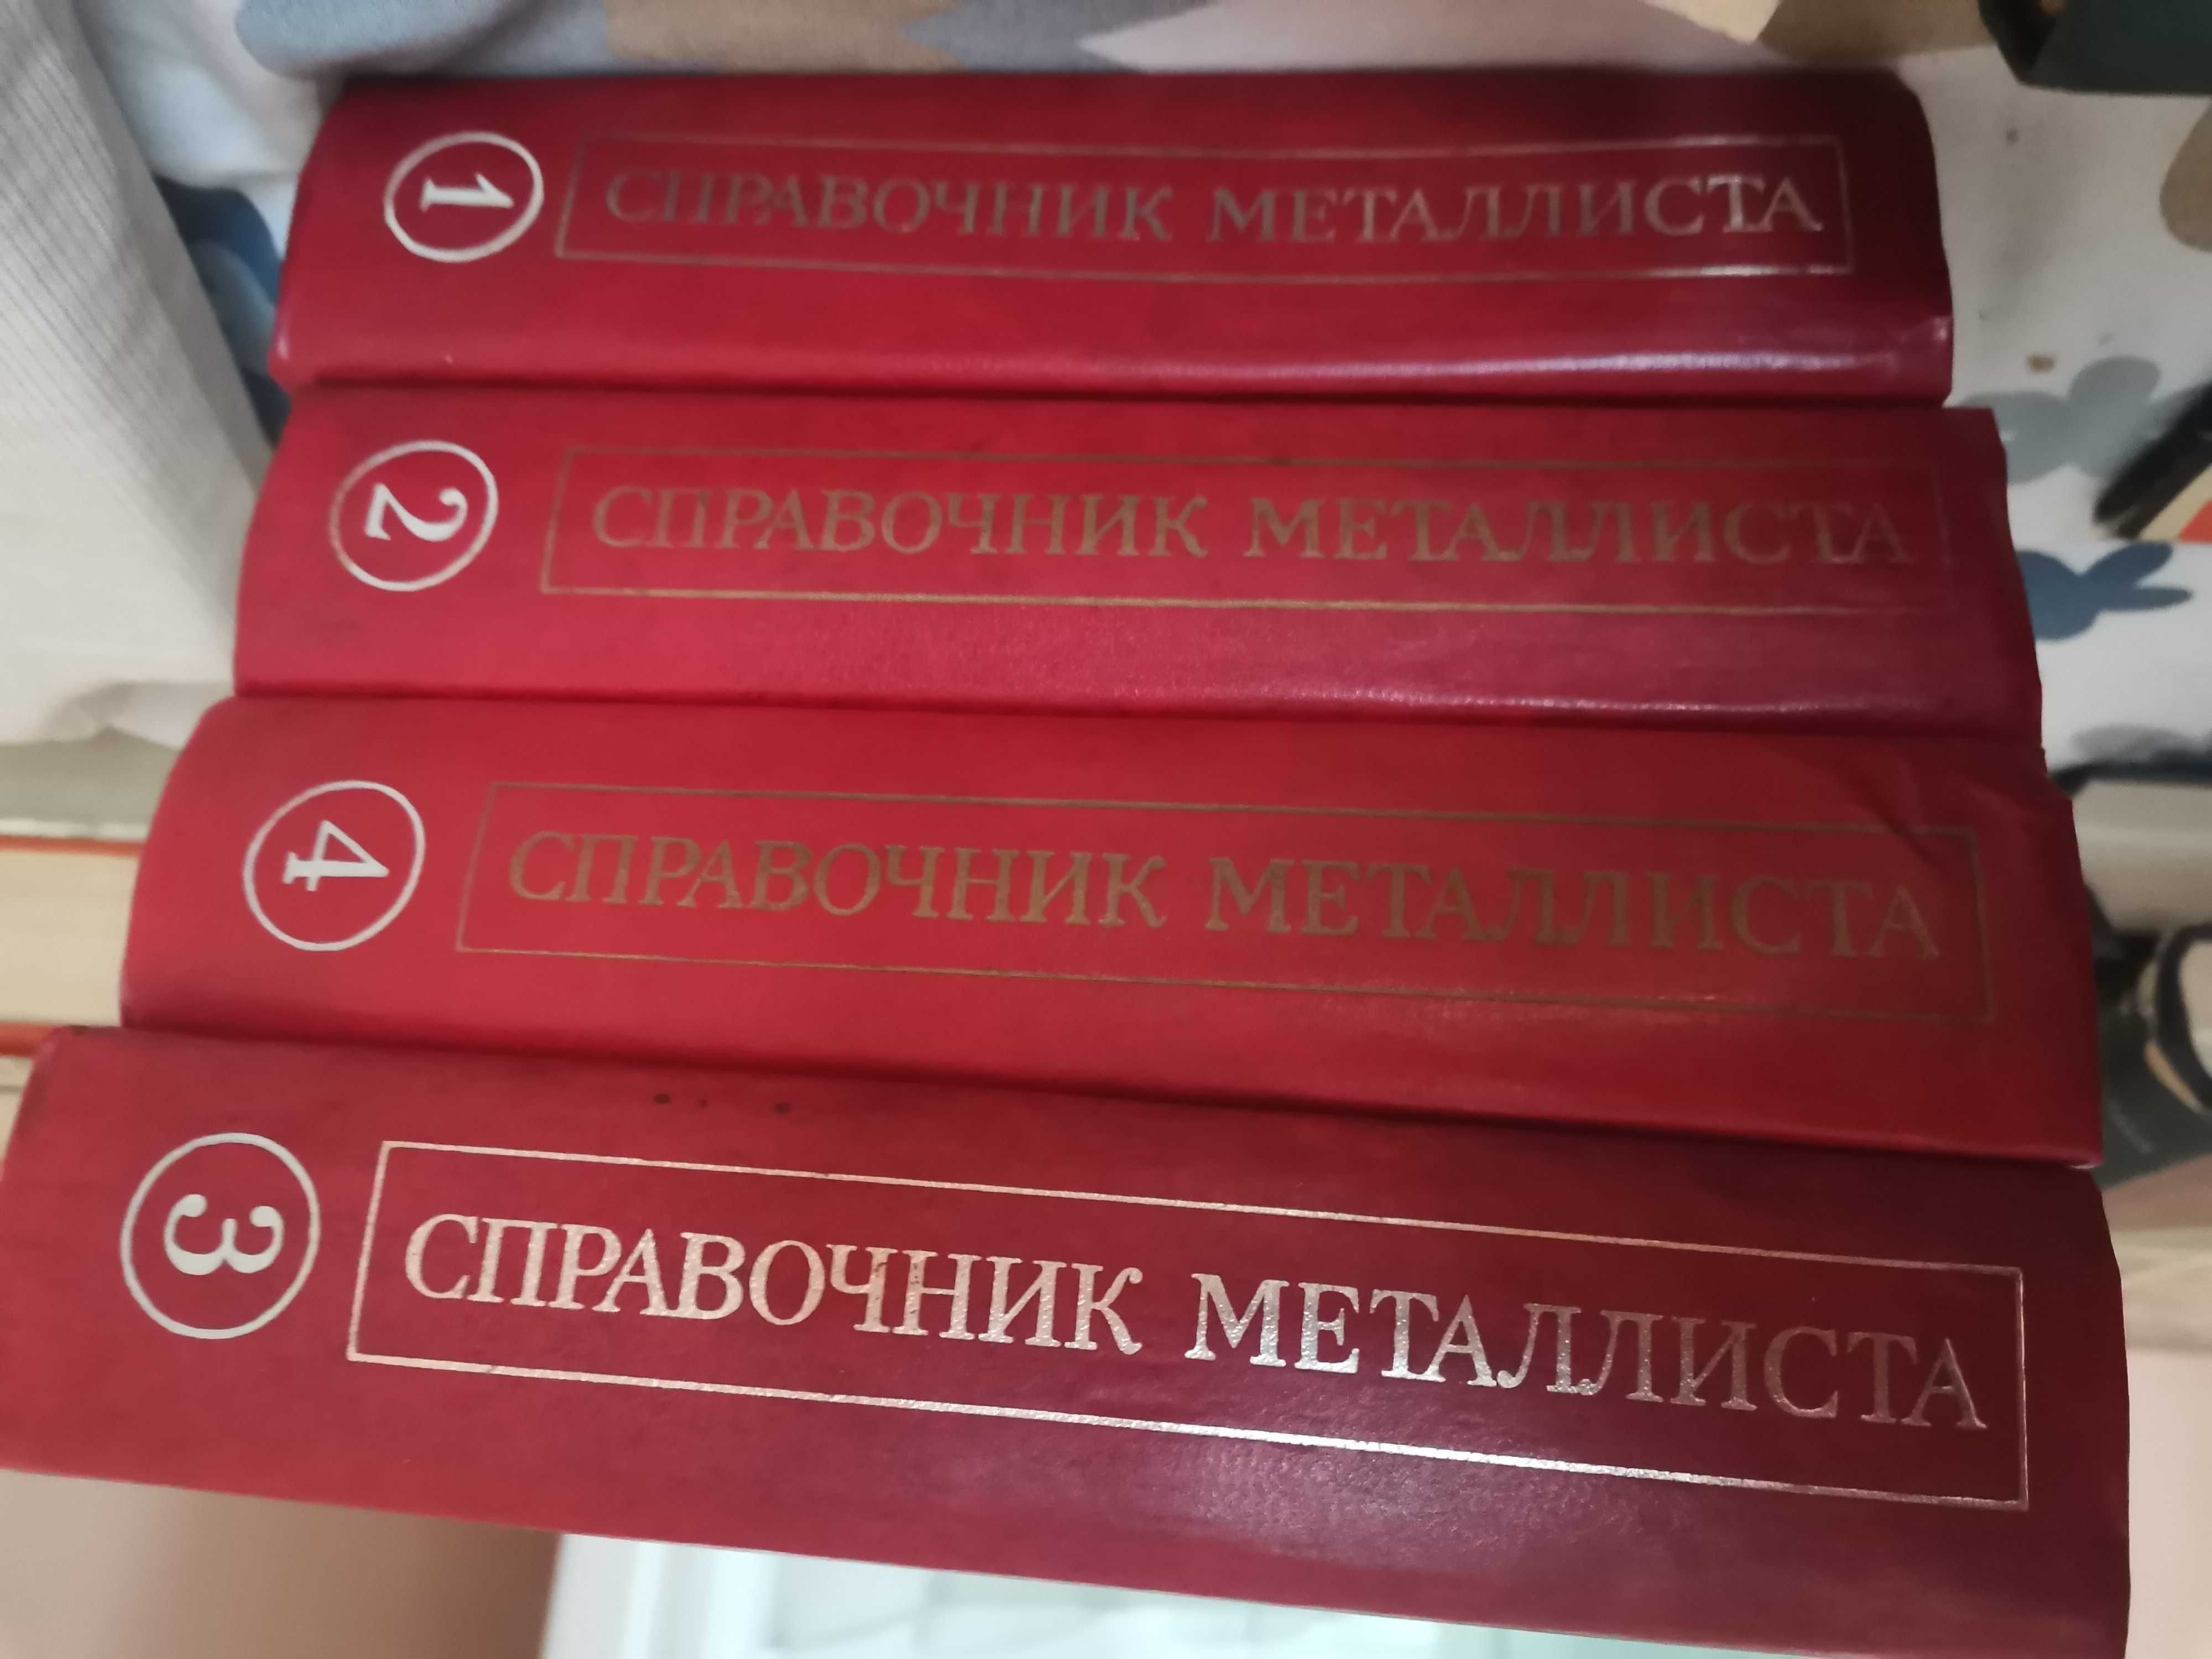 1 СПРАВОЧНИК МЕТАЛЛИСТА
2 СПРАВОЧНИК МЕТАЛЛИСТА
4 СПРАВОЧНИК МЕТАЛЛИСТА
3 СПРАВОЧНИК МЕТАЛЛИСТА